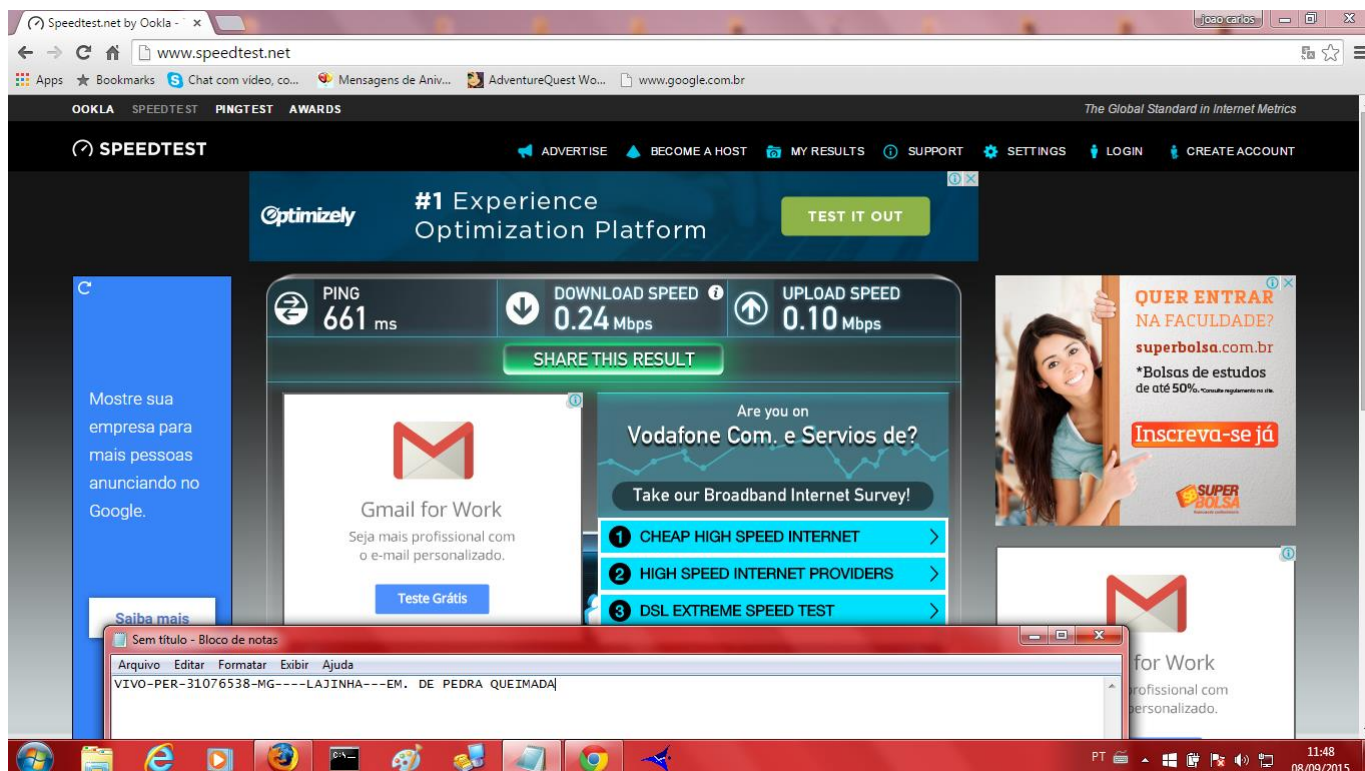 Speedtest.net by Ookla -
joao carlos
www.speedtest.net
Apps Bookmarks Chat com vídeo, co... Mensagens de Aniv... AdventureQuest Wo... www.google.com.br
OOKLA SPEEDTEST PINGTEST AWARDS The Global Standard in Internet Metrics
SPEEDTEST ADVERTISE BECOME A HOST MY RESULTS SUPPORT SETTINGS LOGIN CREATE ACCOUNT
Optimizely
#1 Experience
Optimization Platform
TEST IT OUT
PING
661 ms
DOWNLOAD SPEED
0.24 Mbps
UPLOAD SPEED
0.10 Mbps
SHARE THIS RESULT
Mostre sua
empresa para
mais pessoas
anunciando no
Google.
Saiba mais
Gmail for Work
Seja mais profissional com
o e-mail personalizado.
Teste Grátis
Are you on
Vodafone Com. e Servios de?
Take our Broadband Internet Survey!
1 CHEAP HIGH SPEED INTERNET
2 HIGH SPEED INTERNET PROVIDERS
3 DSL EXTREME SPEED TEST
QUER ENTRAR
NA FACULDADE?
superbolsa.com.br
*Bolsas de estudos
de até 50%.
Inscreva-se já
SUPER
BOLSA
for Work
profissional com
personalizado.
Sem título - Bloco de notas
Arquivo Editar Formatar Exibir Ajuda
VIVO-PER-31076538-MG----LAJINHA---EM. DE PEDRA QUEIMADA
PT
11:48
08/09/2015